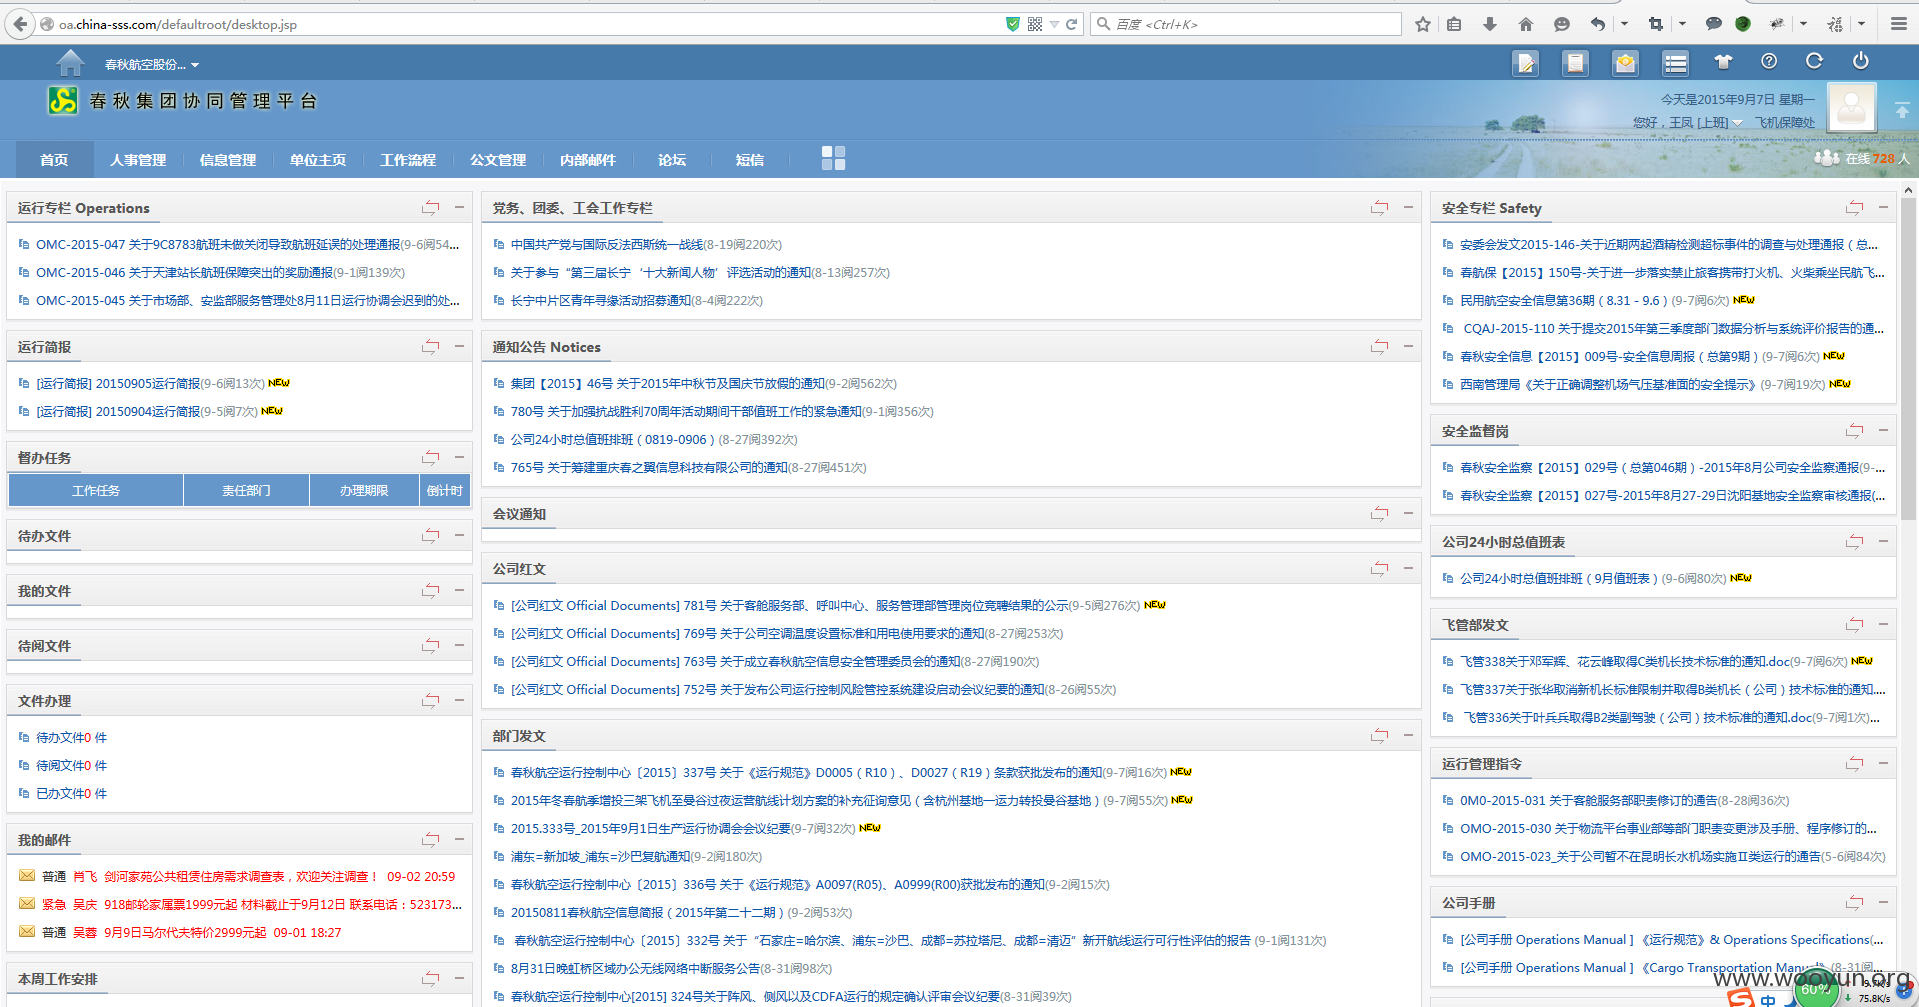 oa.china-sss.com/defaultroot/desktop.jsp
百度 <Ctrl+K>
春秋航空股份...
春秋集团协同管理平台
今天是2015年9月7日 星期一
您好，王凤 [上班] 飞机保障处
首页 人事管理 信息管理 单位主页 工作流程 公文管理 内部邮件 论坛 短信
在线 728 人
运行专栏 Operations
OMC-2015-047 关于9C8783航班未做关闭导致航班延误的处理通报(9-6阅54...
OMC-2015-046 关于天津站长航班保障突出的奖励通报(9-1阅139次)
OMC-2015-045 关于市场部、安监部服务管理处8月11日运行协调会迟到的处...
运行简报
[运行简报] 20150905运行简报(9-6阅13次) NEW
[运行简报] 20150904运行简报(9-5阅7次) NEW
督办任务
工作任务 责任部门 办理期限 倒计时
待办文件
我的文件
待阅文件
文件办理
待办文件0 件
待阅文件0 件
已办文件0 件
我的邮件
普通 肖飞 剑河家苑公共租赁住房需求调查表，欢迎关注调查！ 09-02 20:59
紧急 吴庆 918邮轮家属票1999元起 材料截止于9月12日 联系电话：523173...
普通 吴蓉 9月9日马尔代夫特价2999元起 09-01 18:27
本周工作安排
党务、团委、工会工作专栏
中国共产党与国际反法西斯统一战线(8-19阅220次)
关于参与“第三届长宁‘十大新闻人物’评选活动的通知(8-13阅257次)
长宁中片区青年寻缘活动招募通知(8-4阅222次)
通知公告 Notices
集团【2015】46号 关于2015年中秋节及国庆节放假的通知(9-2阅562次)
780号 关于加强抗战胜利70周年活动期间干部值班工作的紧急通知(9-1阅356次)
公司24小时总值班排班（0819-0906）(8-27阅392次)
765号 关于筹建重庆春之翼信息科技有限公司的通知(8-27阅451次)
会议通知
公司红文
[公司红文 Official Documents] 781号 关于客舱服务部、呼叫中心、服务管理部管理岗位竞聘结果的公示(9-5阅276次) NEW
[公司红文 Official Documents] 769号 关于公司空调温度设置标准和用电使用要求的通知(8-27阅253次)
[公司红文 Official Documents] 763号 关于成立春秋航空信息安全管理委员会的通知(8-27阅190次)
[公司红文 Official Documents] 752号 关于发布公司运行控制风险管控系统建设启动会议纪要的通知(8-26阅55次)
部门发文
春秋航空运行控制中心〔2015〕337号 关于《运行规范》D0005（R10）、D0027（R19）条款获批发布的通知(9-7阅16次) NEW
2015年冬春航季增投三架飞机至曼谷过夜运营航线计划方案的补充征询意见（含杭州基地一运力转投曼谷基地）(9-7阅55次) NEW
2015.333号_2015年9月1日生产运行协调会会议纪要(9-7阅32次) NEW
浦东=新加坡_浦东=沙巴复航通知(9-2阅180次)
春秋航空运行控制中心〔2015〕336号 关于《运行规范》A0097(R05)、A0999(R00)获批发布的通知(9-2阅15次)
20150811春秋航空信息简报（2015年第二十二期）(9-2阅53次)
春秋航空运行控制中心〔2015〕332号 关于“石家庄=哈尔滨、浦东=沙巴、成都=苏拉塔尼、成都=清迈”新开航线运行可行性评估的报告 (9-1阅131次)
8月31日晚虹桥区域办公无线网络中断服务公告(8-31阅98次)
春秋航空运行控制中心[2015] 324号关于阵风、侧风以及CDFA运行的规定确认评审会议纪要(8-31阅39次)
安全专栏 Safety
安委会发文2015-146-关于近期两起酒精检测超标事件的调查与处理通报（总...
春航保【2015】150号-关于进一步落实禁止旅客携带打火机、火柴乘坐民航飞...
民用航空安全信息第36期（8.31－9.6）(9-7阅6次) NEW
CQAJ-2015-110 关于提交2015年第三季度部门数据分析与系统评价报告的通...
春秋安全信息【2015】009号-安全信息周报（总第9期）(9-7阅6次) NEW
西南管理局《关于正确调整机场气压基准面的安全提示》(9-7阅19次) NEW
安全监督岗
春秋安全监察【2015】029号（总第046期）-2015年8月公司安全监察通报(9-...
春秋安全监察【2015】027号-2015年8月27-29日沈阳基地安全监察审核通报(...
公司24小时总值班表
公司24小时总值班排班（9月值班表）(9-6阅80次) NEW
飞管部发文
飞管338关于邓军辉、花云峰取得C类机长技术标准的通知.doc(9-7阅6次) NEW
飞管337关于张华取消新机长标准限制并取得B类机长（公司）技术标准的通知....
飞管336关于叶兵兵取得B2类副驾驶（公司）技术标准的通知.doc(9-7阅1次)...
运行管理指令
0M0-2015-031 关于客舱服务部职责修订的通告(8-28阅36次)
OMO-2015-030 关于物流平台事业部等部门职责变更涉及手册、程序修订的...
OMO-2015-023_关于公司暂不在昆明长水机场实施Ⅱ类运行的通告(5-6阅84次)
公司手册
[公司手册 Operations Manual ] 《运行规范》& Operations Specifications(...
[公司手册 Operations Manual ] 《Cargo Transportation Manual》(8-31阅...
www.wooyun.org
中
60%
75.8K/s